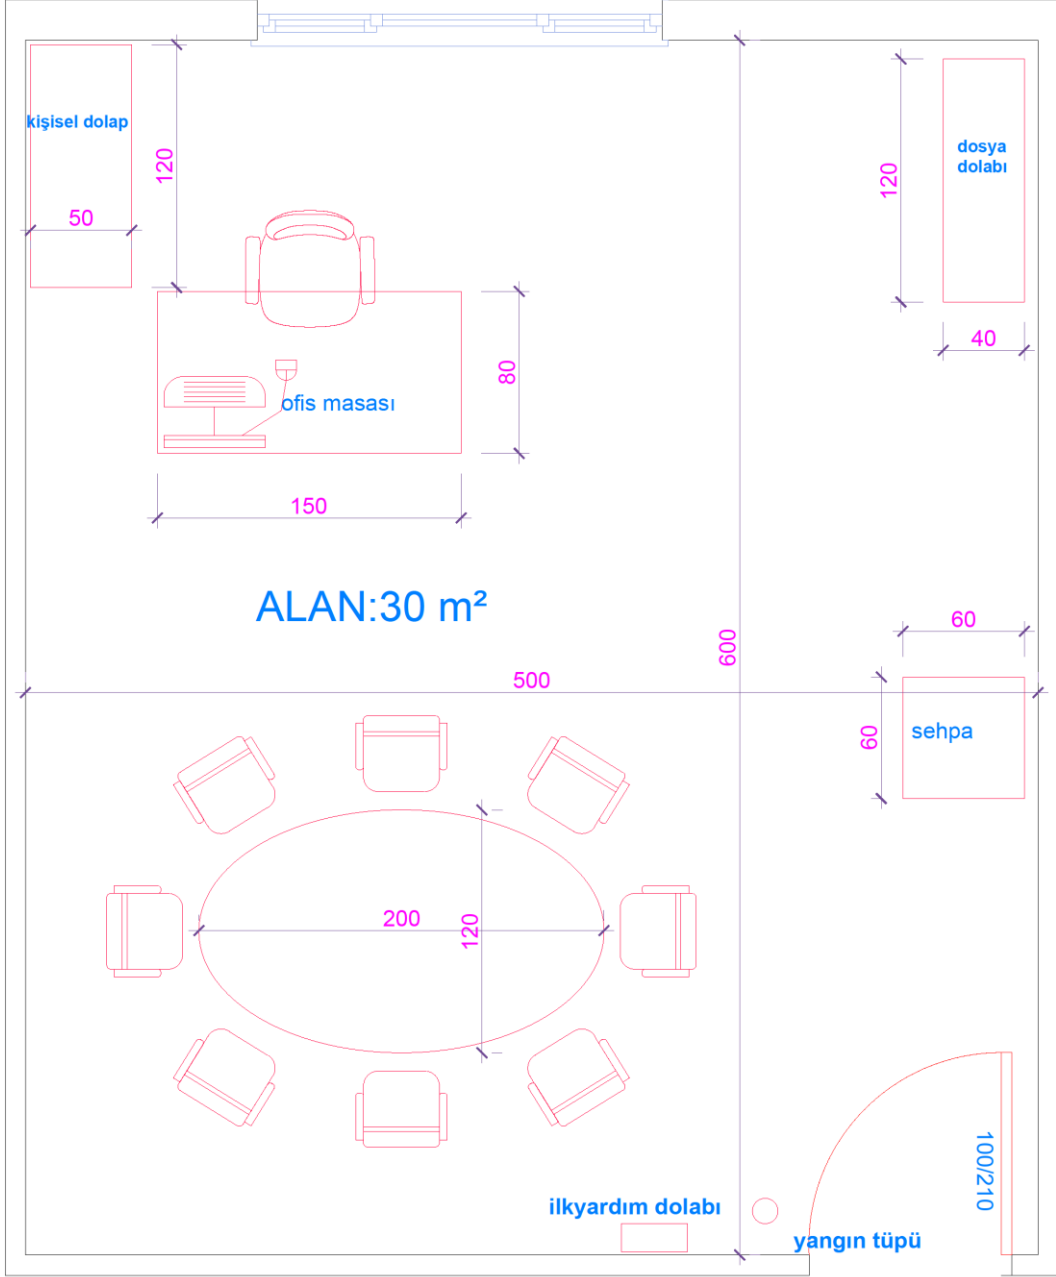 kişisel dolap
120
50
dosya
dolabı
120
40
80
ofis masası
150
ALAN:30 m²
60
600
500
60
sehpa
200
120
100/210
ilkyardım dolabı
yangın tüpü